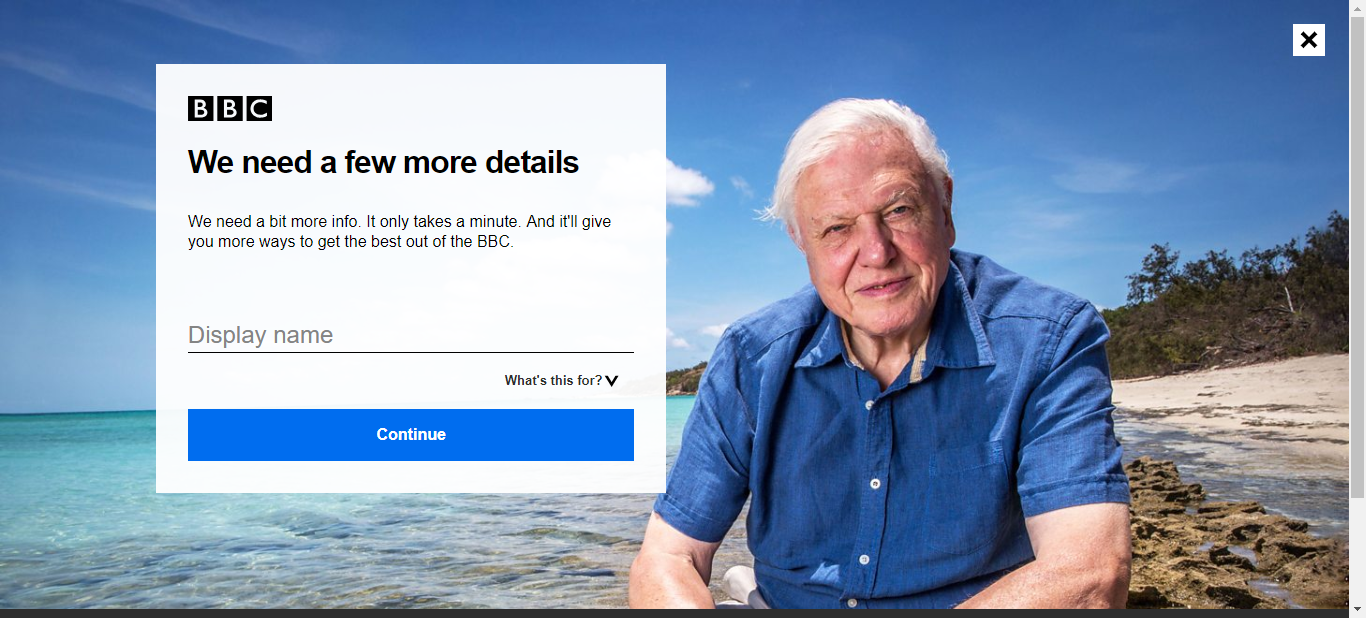 BBC
We need a few more details
We need a bit more info. It only takes a minute. And it'll give
you more ways to get the best out of the BBC.
Display name
What's this for?
Continue